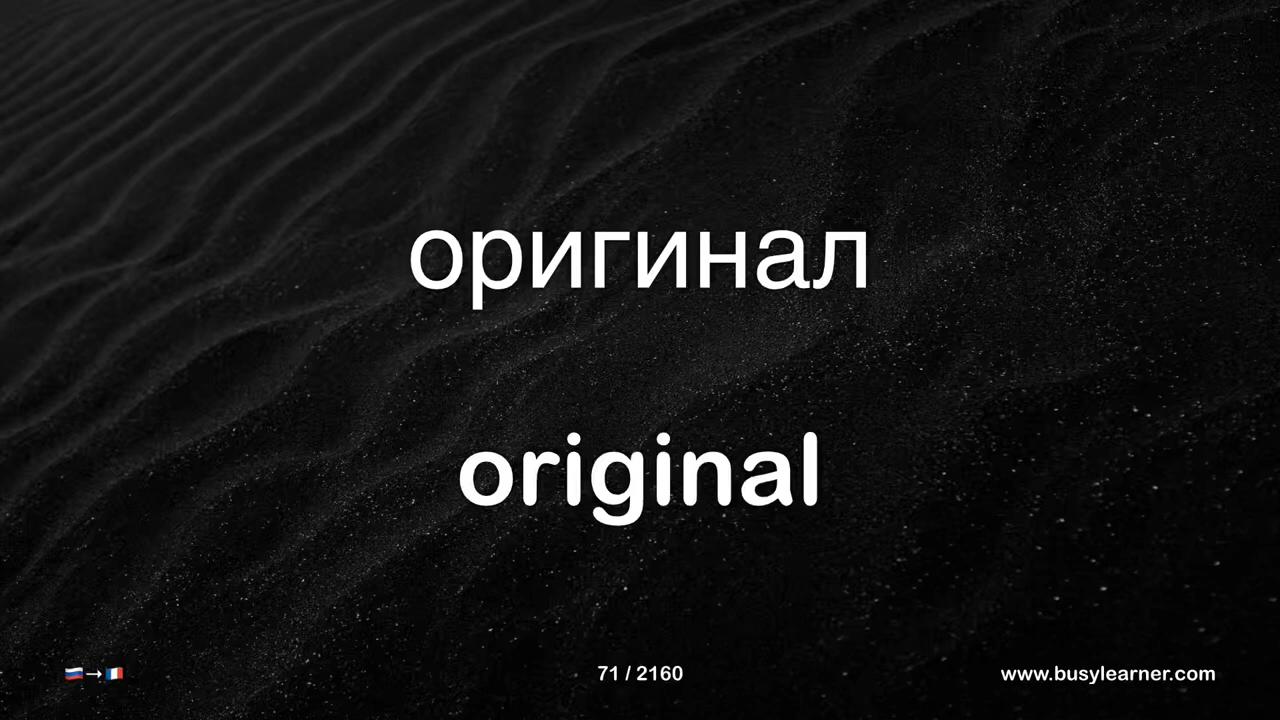 оригинал
original
🇷🇺→🇫🇷
71 / 2160
www.busylearner.com